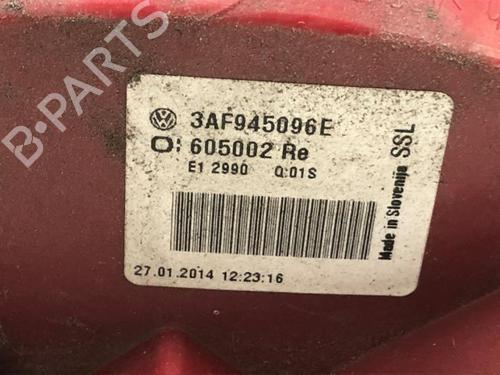 B-PARTS
3AF945096E
O: 605002 Re
E1 2990 Q:01S
27.01.2014 12:23:16
Made in Slovenija SSL